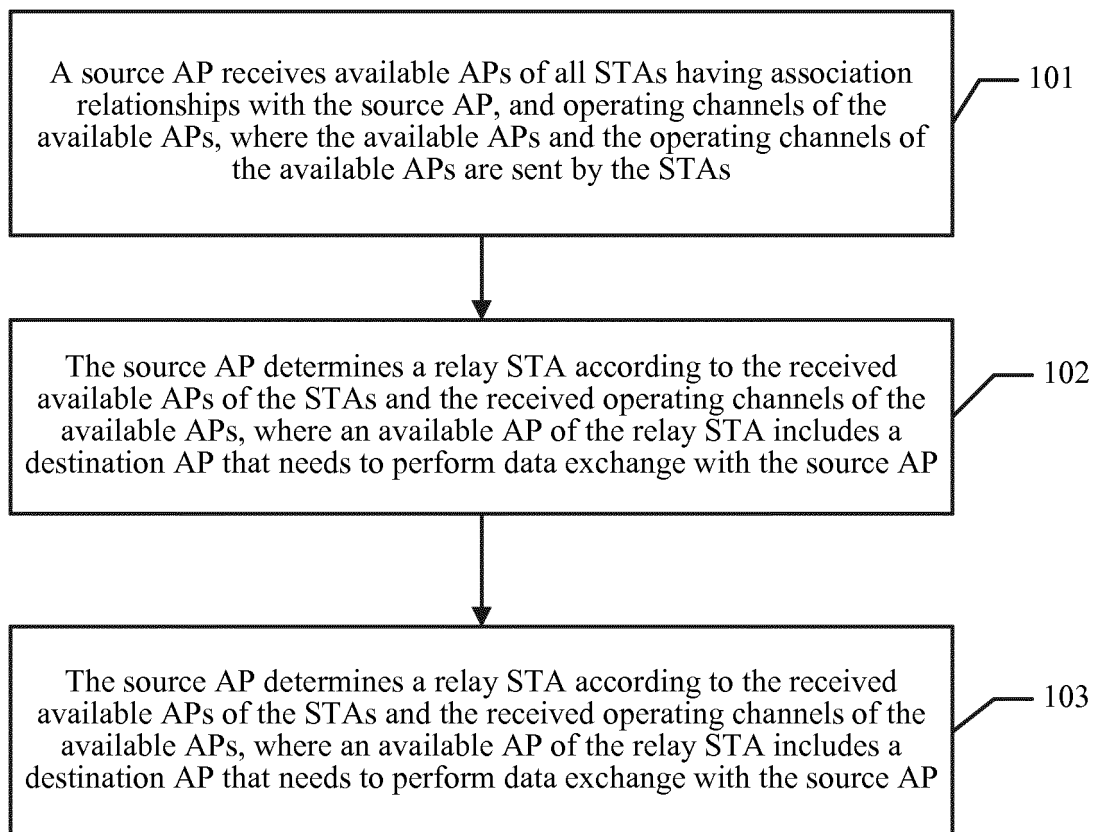 A source AP receives available APs of all STAs having association
relationships with the source AP, and operating channels of the
available APs, where the available APs and the operating channels of
the available APs are sent by the STAs
101
The source AP determines a relay STA according to the received
available APs of the STAs and the received operating channels of the
available APs, where an available AP of the relay STA includes a
destination AP that needs to perform data exchange with the source AP
102
The source AP determines a relay STA according to the received
available APs of the STAs and the received operating channels of the
available APs, where an available AP of the relay STA includes a
destination AP that needs to perform data exchange with the source AP
103